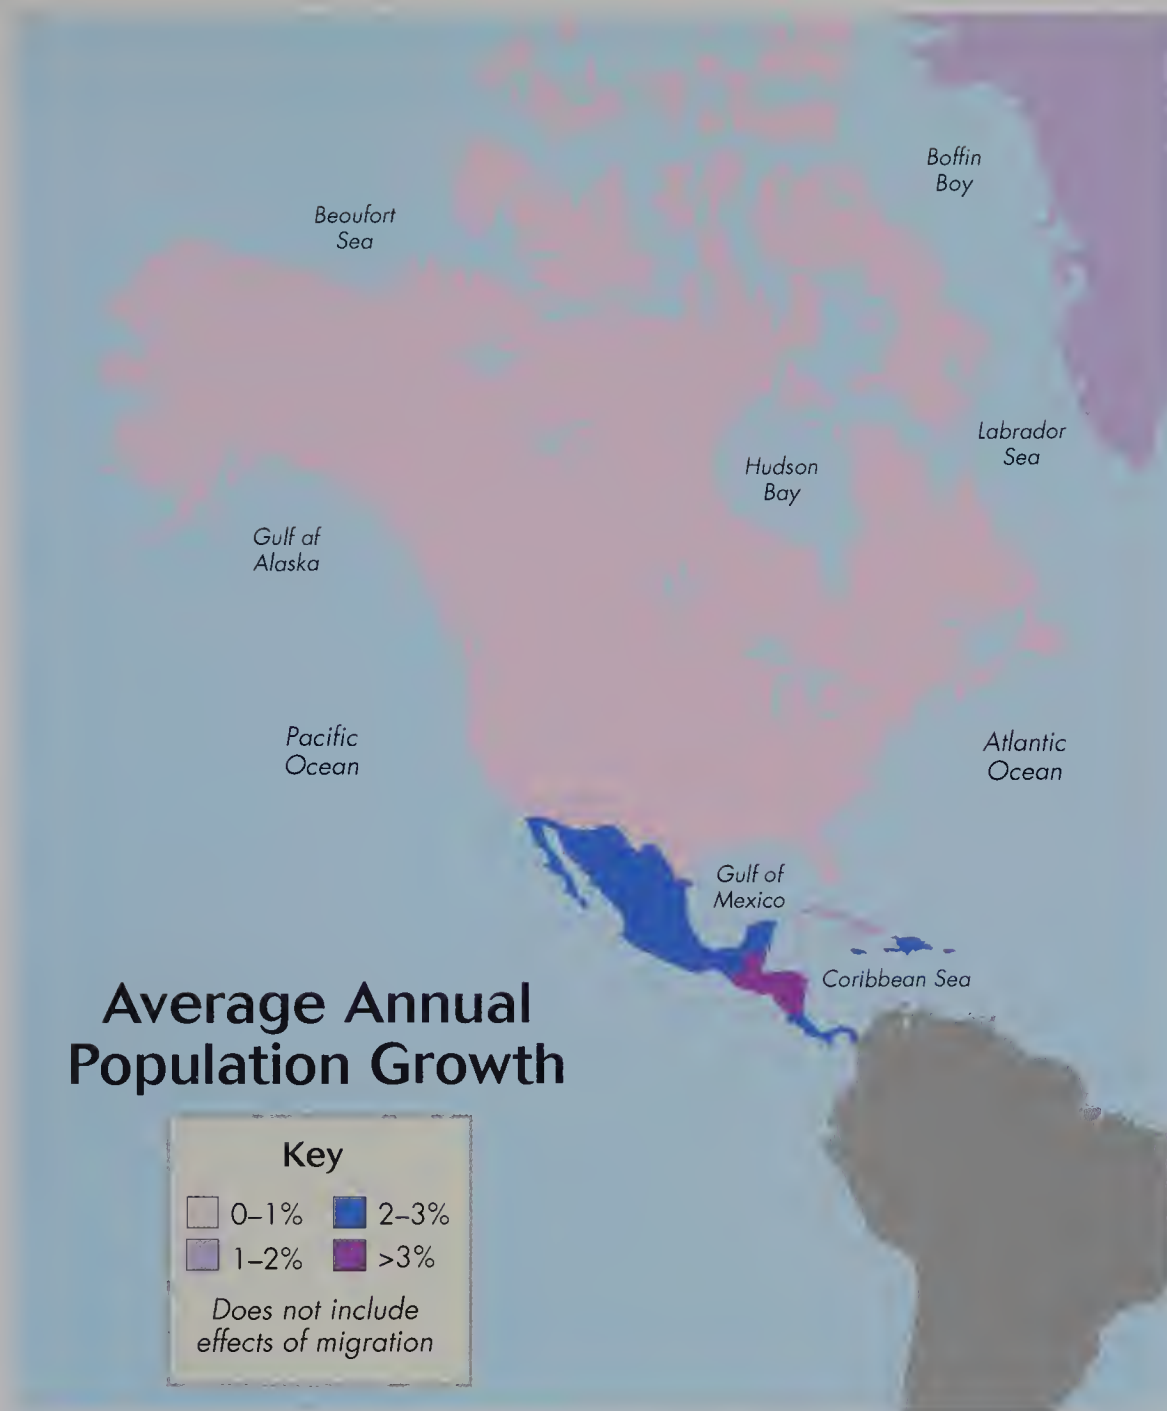 Boffin
Boy
Beoufort
Sea
Labrador
Sea
Hudson
Bay
Gulf af
Alaska
Pacific
Ocean
Atlantic
Ocean
Gulf of
Mexico
Coribbean Sea
Average Annual
Population Growth
Key
0–1% 2–3%
1–2% >3%
Does not include
effects of migration